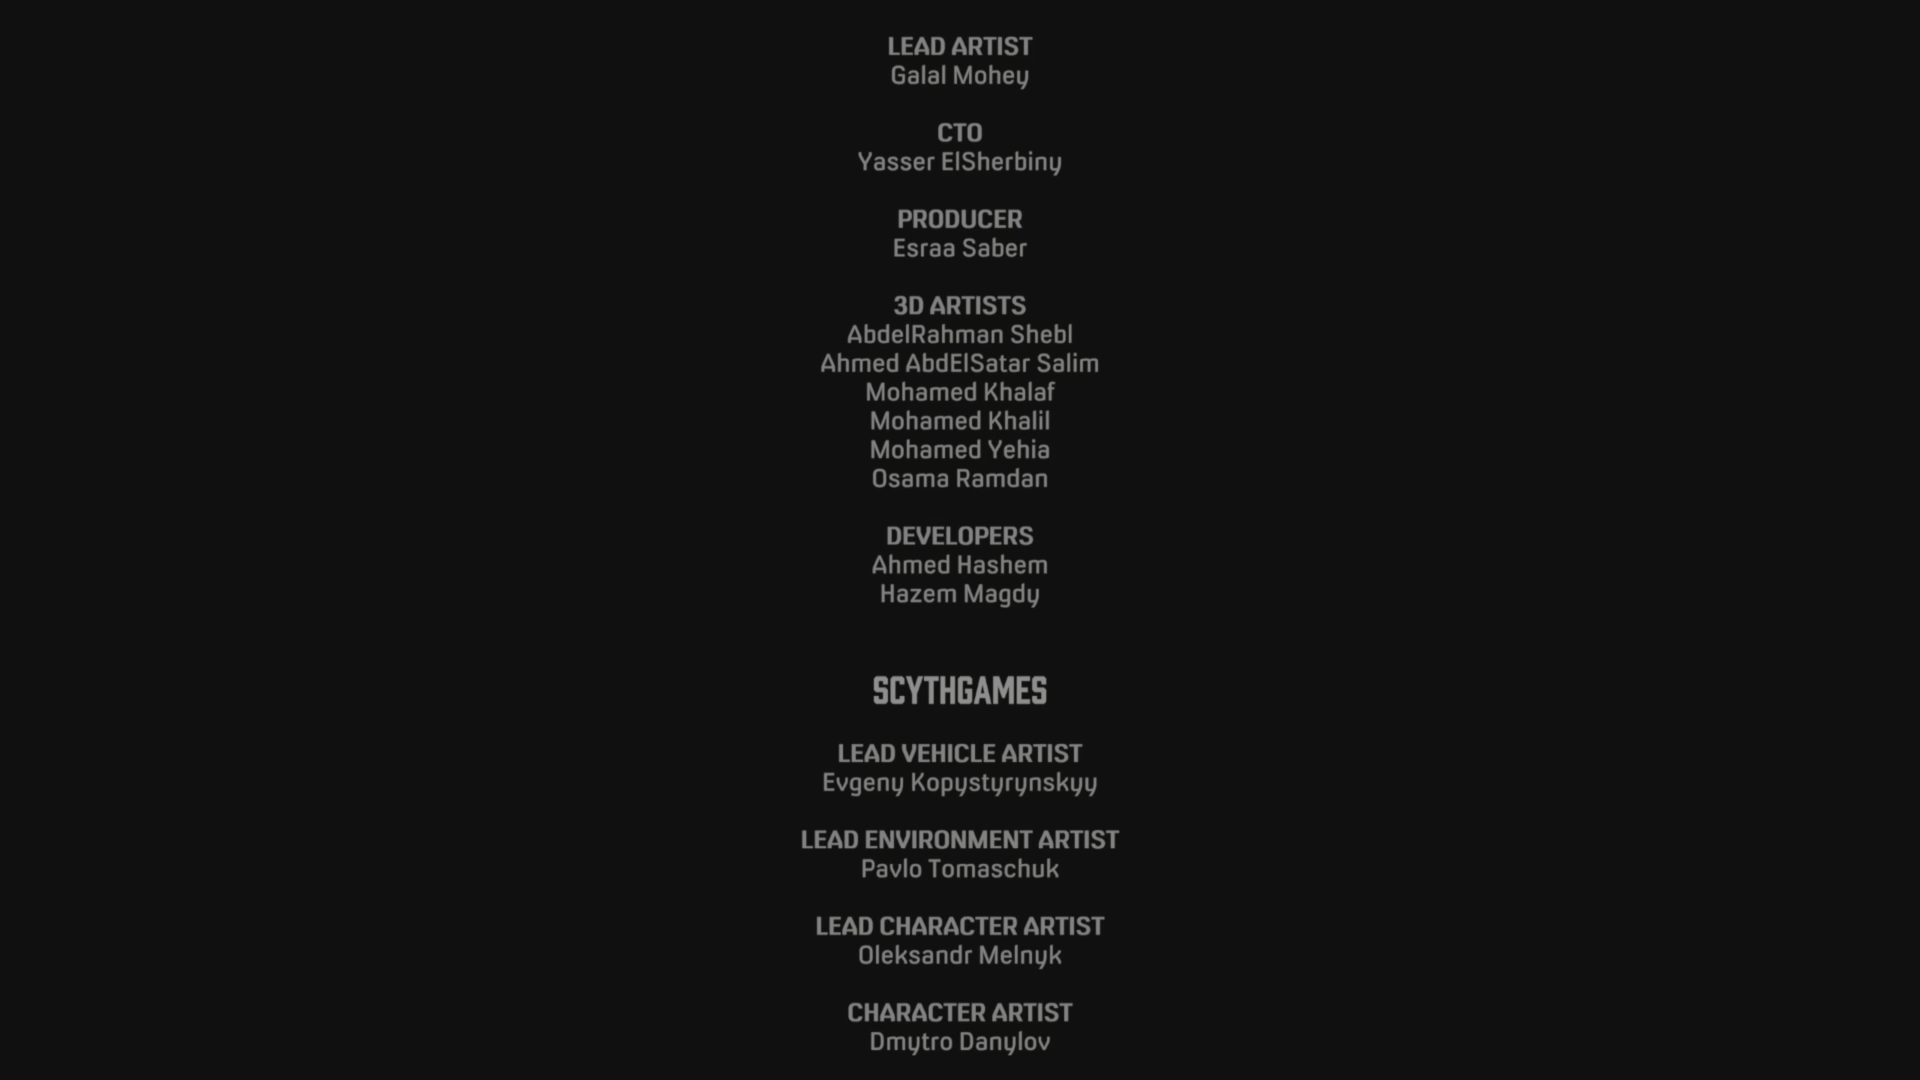 LEAD ARTIST
Galal Mohey
CTO
Yasser ElSherbiny
PRODUCER
Esraa Saber
3D ARTISTS
AbdelRahman Shebl
Ahmed AbdElSatar Salim
Mohamed Khalaf
Mohamed Khalil
Mohamed Yehia
Osama Ramdan
DEVELOPERS
Ahmed Hashem
Hazem Magdy
SCYTHGAMES
LEAD VEHICLE ARTIST
Evgeny Kopystyrynskyy
LEAD ENVIRONMENT ARTIST
Pavlo Tomaschuk
LEAD CHARACTER ARTIST
Oleksandr Melnyk
CHARACTER ARTIST
Dmytro Danylov